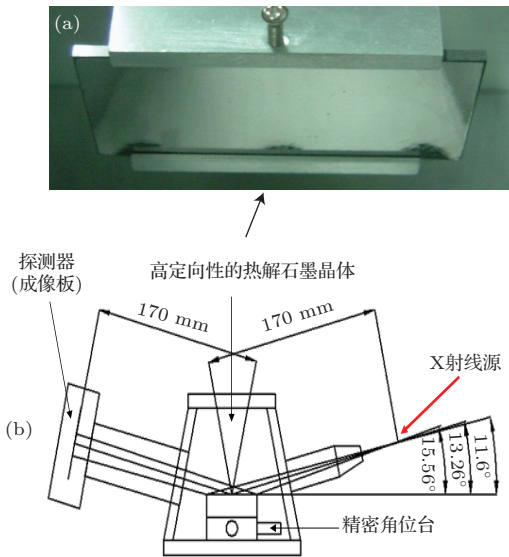 (a)
探测器
(成像板)
高定向性的热解石墨晶体
170 mm
170 mm
X射线源
(b)
15.56°
13.26°
11.6°
精密角位台